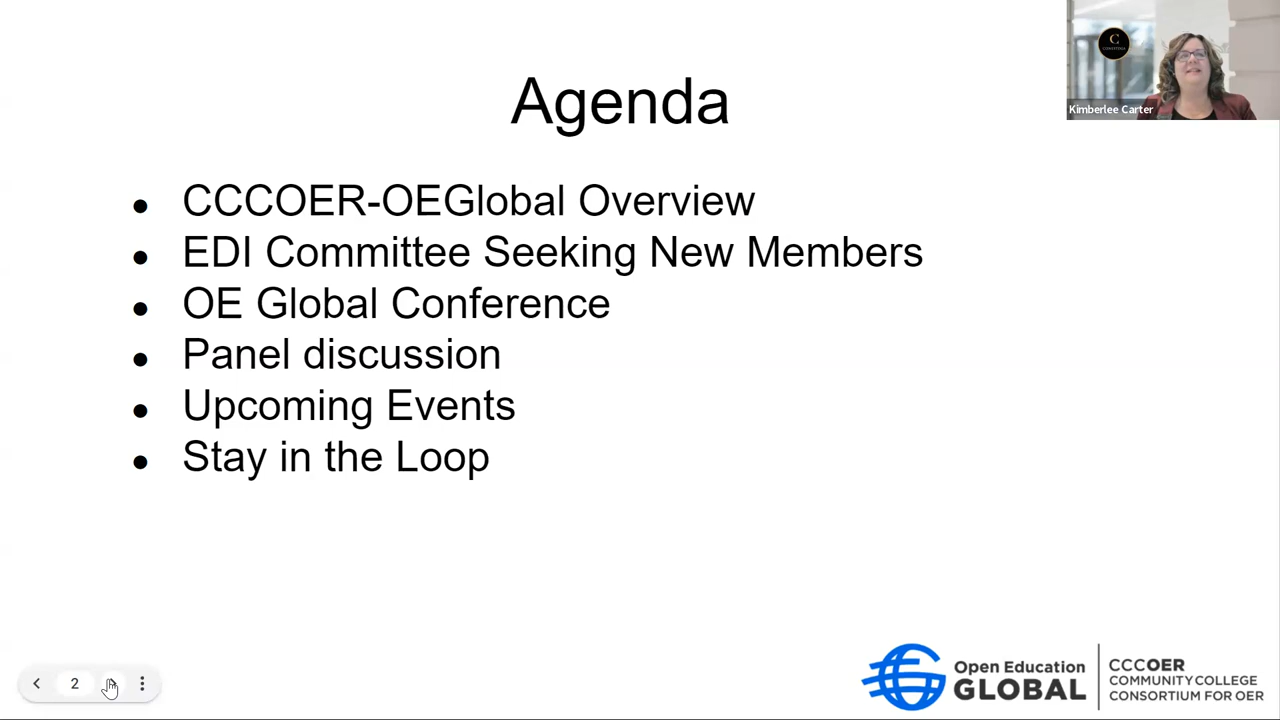 Agenda
● CCCOER-OEGlobal Overview
● EDI Committee Seeking New Members
● OE Global Conference
● Panel discussion
● Upcoming Events
● Stay in the Loop
C
Kimberlee Carter
2
Open Education
GLOBAL
CCCOER
COMMUNITY COLLEGE
CONSORTIUM FOR OER